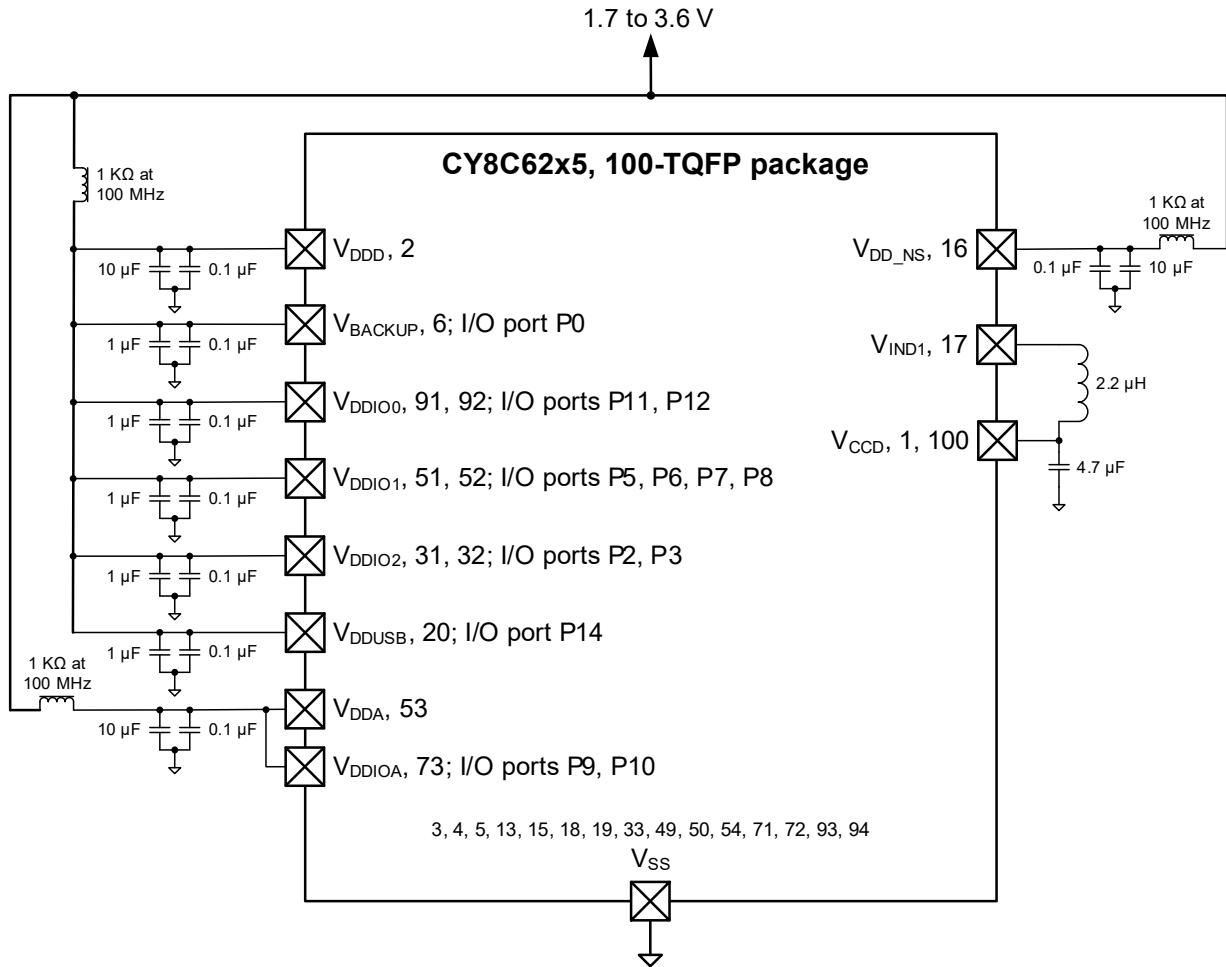 1.7 to 3.6 V
CY8C62x5, 100-TQFP package
1 KΩ at
100 MHz
1 KΩ at
100 MHz
VDDD, 2
10 µF
0.1 µF
VDD_NS, 16
0.1 µF
10 µF
VBACKUP, 6; I/O port P0
1 µF
0.1 µF
VIND1, 17
2.2 µH
VDDIO0, 91, 92; I/O ports P11, P12
1 µF
0.1 µF
VCCD, 1, 100
4.7 µF
VDDIO1, 51, 52; I/O ports P5, P6, P7, P8
1 µF
0.1 µF
VDDIO2, 31, 32; I/O ports P2, P3
1 µF
0.1 µF
VDDUSB, 20; I/O port P14
1 µF
0.1 µF
1 KΩ at
100 MHz
VDDA, 53
10 µF
0.1 µF
VDDIOA, 73; I/O ports P9, P10
3, 4, 5, 13, 15, 18, 19, 33, 49, 50, 54, 71, 72, 93, 94
VSS